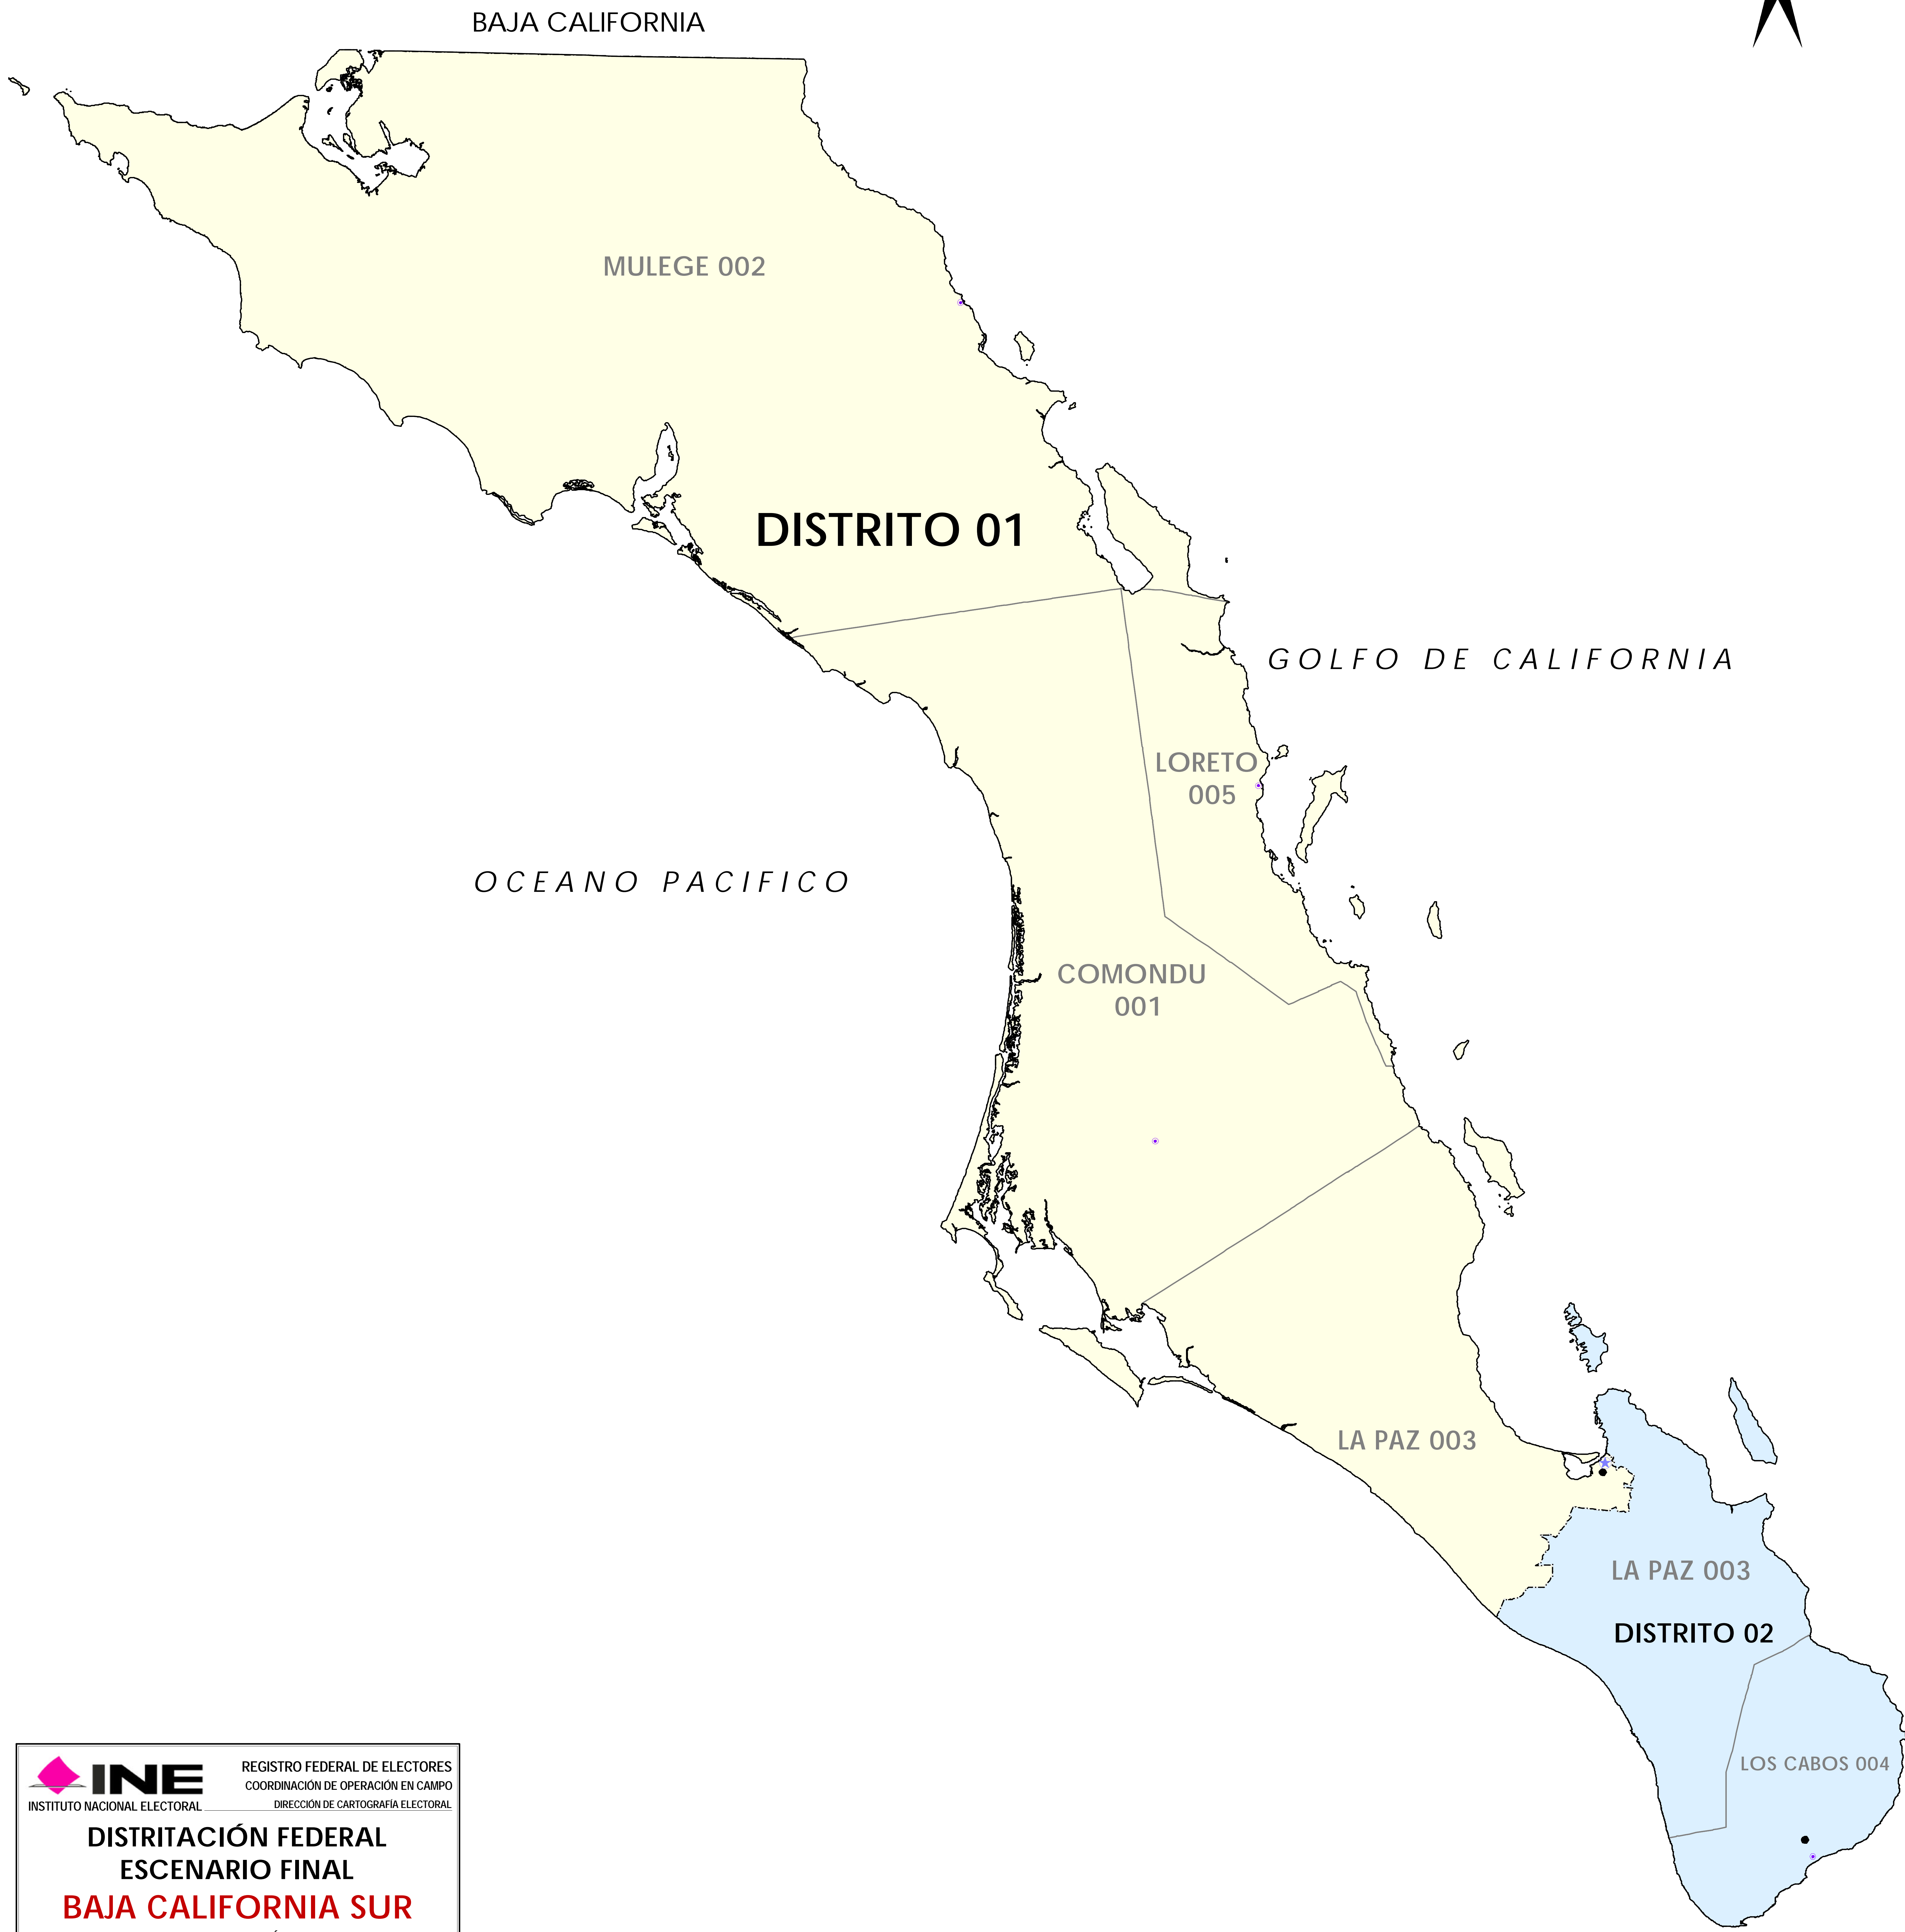 BAJA CALIFORNIA
MULEGE 002
DISTRITO 01
GOLFO DE CALIFORNIA
LORETO
005
OCEANO PACIFICO
COMONDU
001
LA PAZ 003
LA PAZ 003
DISTRITO 02
LOS CABOS 004
INE
INSTITUTO NACIONAL ELECTORAL
REGISTRO FEDERAL DE ELECTORES
COORDINACIÓN DE OPERACIÓN EN CAMPO
DIRECCIÓN DE CARTOGRAFÍA ELECTORAL
DISTRITACIÓN FEDERAL
ESCENARIO FINAL
BAJA CALIFORNIA SUR